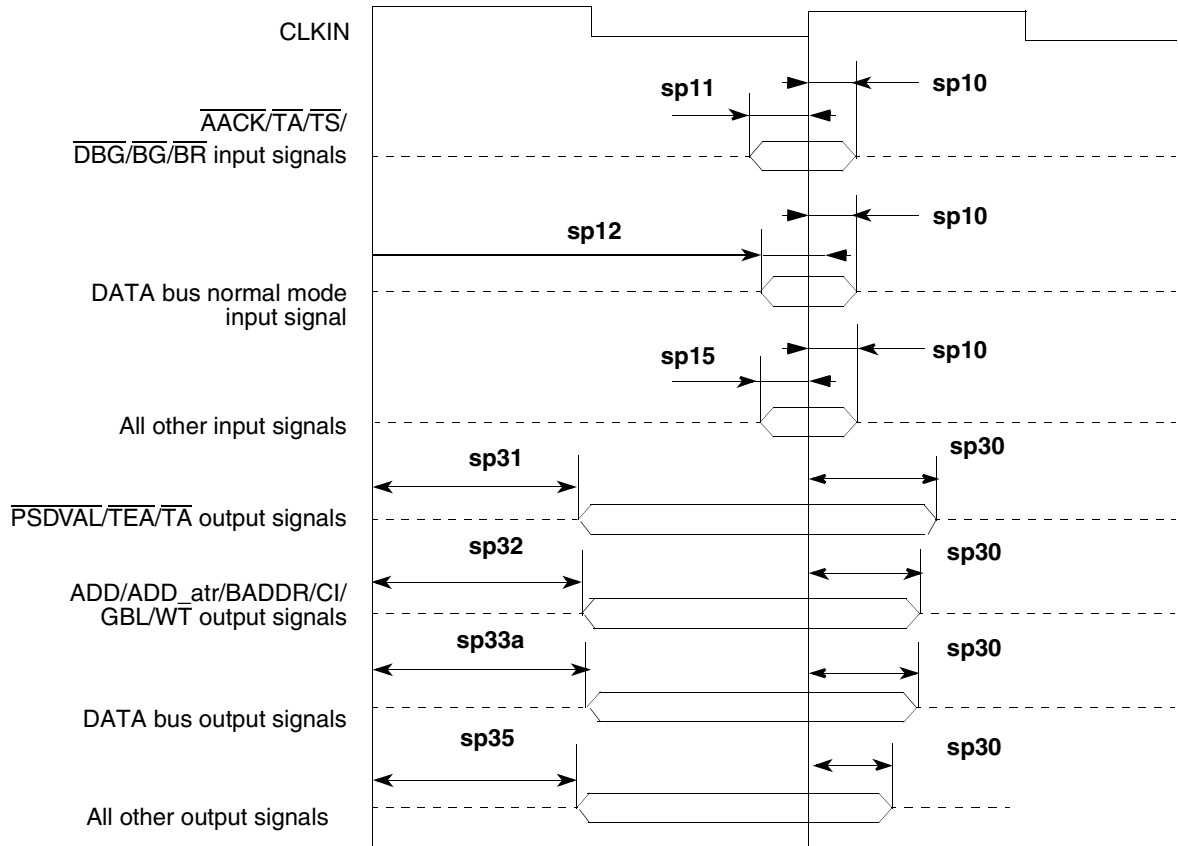 CLKIN
sp10
sp11
AACK/TA/TS/
DBG/BG/BR input signals
sp10
sp12
DATA bus normal mode
input signal
sp10
sp15
All other input signals
sp30
sp31
PSDVAL/TEA/TA output signals
sp32
sp30
ADD/ADD_atr/BADDR/CI/
GBL/WT output signals
sp33a
sp30
DATA bus output signals
sp35
sp30
All other output signals